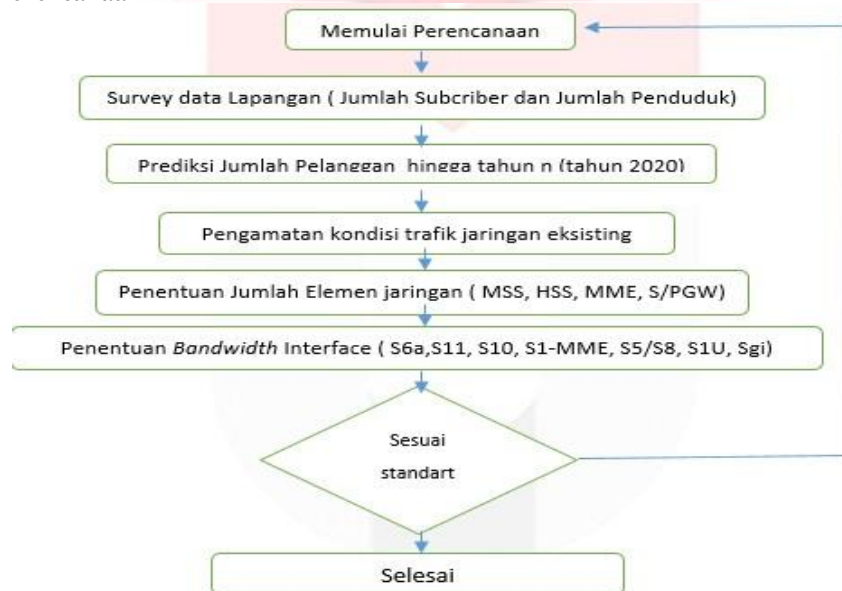 Memulai Perencanaan
Survey data Lapangan ( Jumlah Subcriber dan Jumlah Penduduk)
Prediksi Jumlah Pelanggan hingga tahun n (tahun 2020)
Pengamatan kondisi trafik jaringan eksisting
Penentuan Jumlah Elemen jaringan ( MSS, HSS, MME, S/PGW)
Penentuan Bandwidth Interface ( S6a,S11, S10, S1-MME, S5/S8, S1U, Sgi)
Sesuai
standart
Selesai